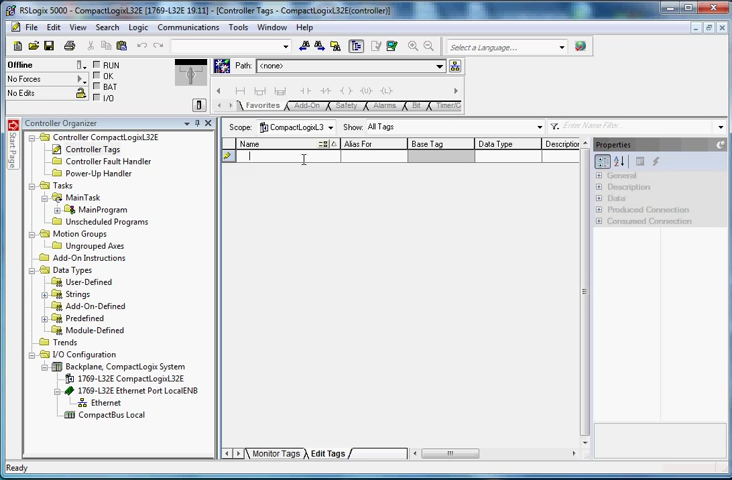 RSLogix 5000 - CompactLogixL32E [1769-L32E 19.11] - [Controller Tags - CompactLogixL32E(controller)]
File Edit View Search Logic Communications Tools Window Help
Select a Language...
Offline
RUN
No Forces
OK
No Edits
BAT
I/O
Path: <none>
Favorites Add-On Safety Alarms Bit Timer/C
Start Page
Controller Organizer
Controller CompactLogixL32E
Controller Tags
Controller Fault Handler
Power-Up Handler
Tasks
MainTask
MainProgram
Unscheduled Programs
Motion Groups
Ungrouped Axes
Add-On Instructions
Data Types
User-Defined
Strings
Add-On-Defined
Predefined
Module-Defined
Trends
I/O Configuration
Backplane, CompactLogix System
1769-L32E CompactLogixL32E
1769-L32E Ethernet Port LocalENB
Ethernet
CompactBus Local
Scope: CompactLogixL3 Show: All Tags Enter Name Filter...
Name Alias For Base Tag Data Type Description
Properties
General
Description
Data
Produced Connection
Consumed Connection
Monitor Tags Edit Tags
Ready